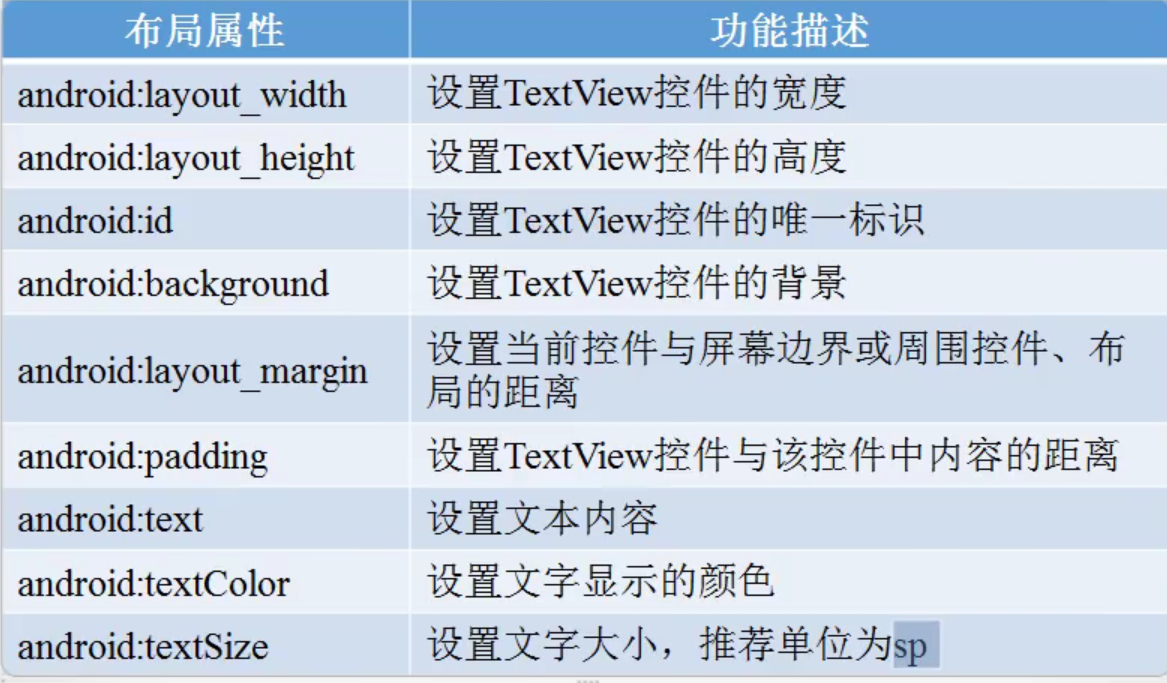 布局属性 功能描述
android:layout_width 设置TextView控件的宽度
android:layout_height 设置TextView控件的高度
android:id 设置TextView控件的唯一标识
android:background 设置TextView控件的背景
android:layout_margin 设置当前控件与屏幕边界或周围控件、布
局的距离
android:padding 设置TextView控件与该控件中内容的距离
android:text 设置文本内容
android:textColor 设置文字显示的颜色
android:textSize 设置文字大小，推荐单位为sp